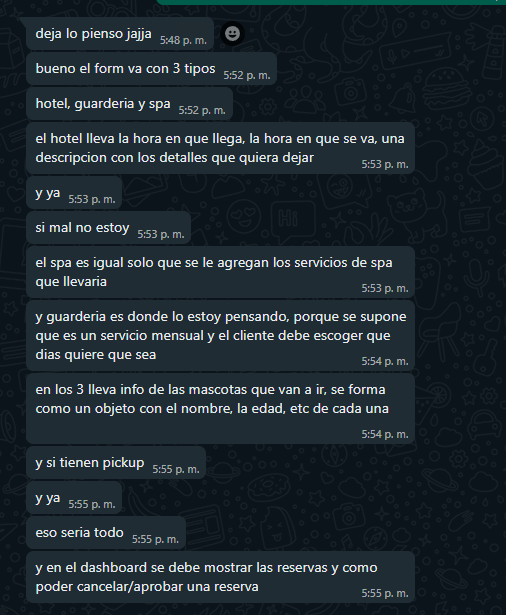 deja lo pienso jajja 5:48 p. m.
bueno el form va con 3 tipos 5:52 p. m.
hotel, guarderia y spa 5:52 p. m.
el hotel lleva la hora en que llega, la hora en que se va, una
descripcion con los detalles que quiera dejar 5:53 p. m.
y ya 5:53 p. m.
si mal no estoy 5:53 p. m.
el spa es igual solo que se le agregan los servicios de spa
que llevaria 5:53 p. m.
y guarderia es donde lo estoy pensando, porque se supone
que es un servicio mensual y el cliente debe escoger que
dias quiere que sea 5:54 p. m.
en los 3 lleva info de las mascotas que van a ir, se forma
como un objeto con el nombre, la edad, etc de cada una
5:54 p. m.
y si tienen pickup 5:55 p. m.
y ya 5:55 p. m.
eso seria todo 5:55 p. m.
y en el dashboard se debe mostrar las reservas y como
poder cancelar/aprobar una reserva 5:55 p. m.